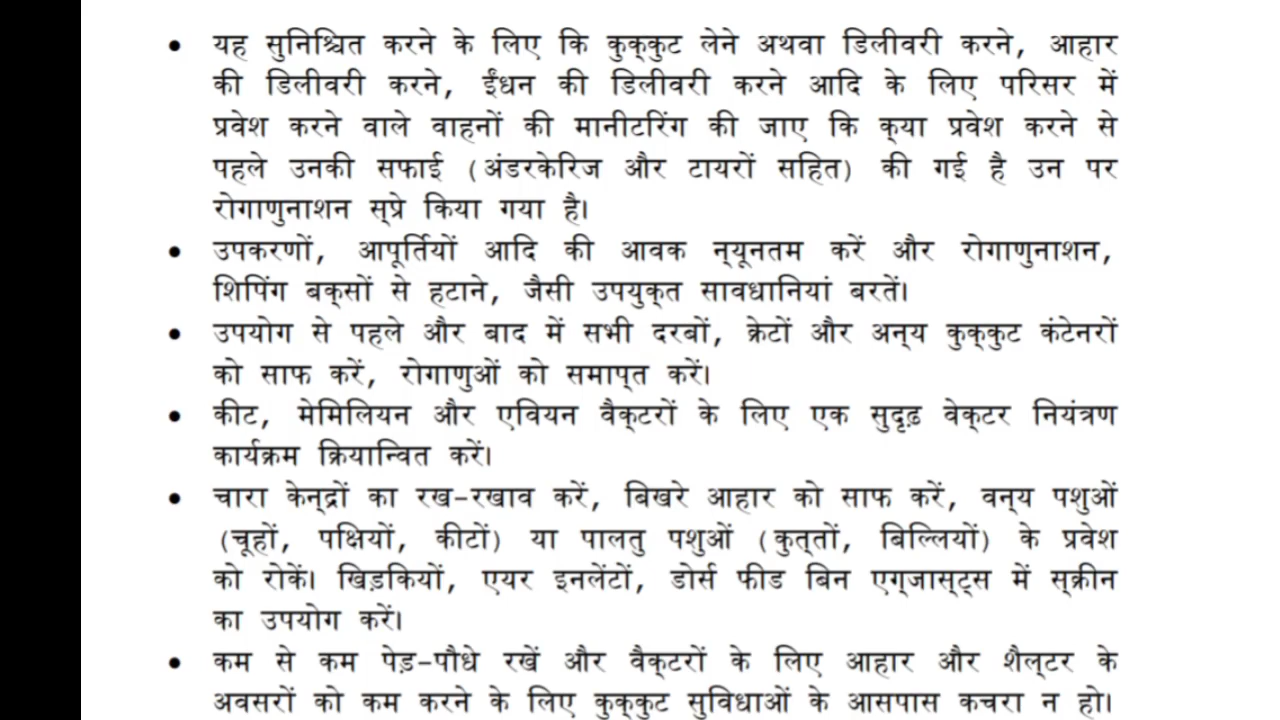 • यह सुनिश्चित करने के लिए कि कुक्कुट लेने अथवा डिलीवरी करने, आहार
की डिलीवरी करने, ईंधन की डिलीवरी करने आदि के लिए परिसर में
प्रवेश करने वाले वाहनों की मानीटरिंग की जाए कि क्या प्रवेश करने से
पहले उनकी सफाई (अंडरकेरिज और टायरों सहित) की गई है उन पर
रोगाणुनाशन स्प्रे किया गया है।
• उपकरणों, आपूर्तियों आदि की आवक न्यूनतम करें और रोगाणुनाशन,
शिपिंग बक्सों से हटाने, जैसी उपयुक्त सावधानियां बरतें।
• उपयोग से पहले और बाद में सभी दरबों, क्रेटों और अन्य कुक्कुट कंटेनरों
को साफ करें, रोगाणुओं को समाप्त करें।
• कीट, मेमिलियन और एवियन वैक्टरों के लिए एक सुदृढ़ वेक्टर नियंत्रण
कार्यक्रम क्रियान्वित करें।
• चारा केन्द्रों का रख-रखाव करें, बिखरे आहार को साफ करें, वन्य पशुओं
(चूहों, पक्षियों, कीटों) या पालतु पशुओं (कुत्तों, बिल्लियों) के प्रवेश
को रोकें। खिड़कियों, एयर इनलेंटों, डोर्स फीड बिन एग्जास्ट्स में स्क्रीन
का उपयोग करें।
• कम से कम पेड़-पौधे रखें और वैक्टरों के लिए आहार और शैल्टर के
अवसरों को कम करने के लिए कुक्कुट सुविधाओं के आसपास कचरा न हो।